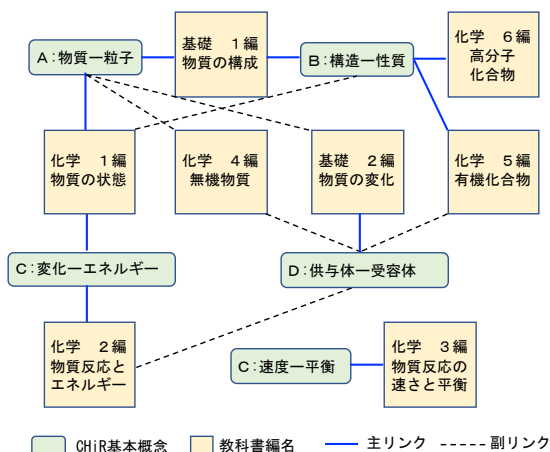 A:物質ー粒子
基礎 1編
物質の構成
B:構造ー性質
化学 6編
高分子
化合物
化学 1編
物質の状態
化学 4編
無機物質
基礎 2編
物質の変化
化学 5編
有機化合物
C:変化ーエネルギー
D:供与体ー受容体
化学 2編
物質反応と
エネルギー
C:速度ー平衡
化学 3編
物質反応の
速さと平衡
CHiR基本概念
教科書編名
主リンク
副リンク